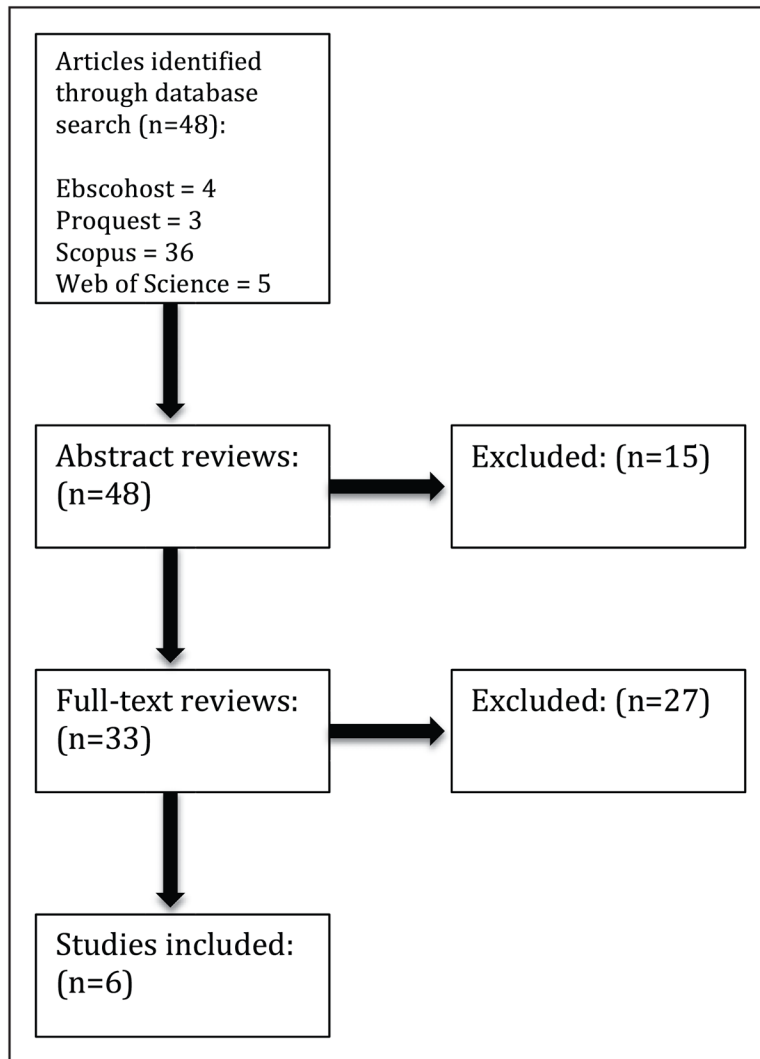 Articles identified
through database
search (n=48):
Ebscohost = 4
Proquest = 3
Scopus = 36
Web of Science = 5
Abstract reviews:
(n=48)
Excluded: (n=15)
Full-text reviews:
(n=33)
Excluded: (n=27)
Studies included:
(n=6)